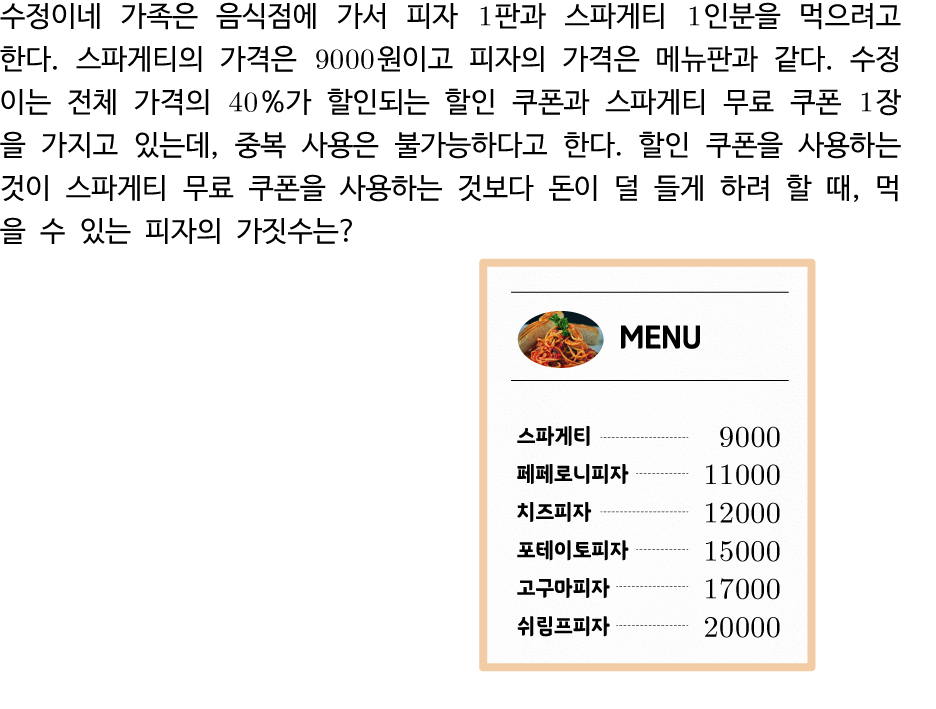 수정이네 가족은 음식점에 가서 피자 1판과 스파게티 1인분을 먹으려고
한다. 스파게티의 가격은 9000원이고 피자의 가격은 메뉴판과 같다. 수정
이는 전체 가격의 40%가 할인되는 할인 쿠폰과 스파게티 무료 쿠폰 1장
을 가지고 있는데, 중복 사용은 불가능하다고 한다. 할인 쿠폰을 사용하는
것이 스파게티 무료 쿠폰을 사용하는 것보다 돈이 덜 들게 하려 할 때, 먹
을 수 있는 피자의 가짓수는?
MENU
스파게티 9000
페페로니피자 11000
치즈피자 12000
포테이토피자 15000
고구마피자 17000
쉬림프피자 20000